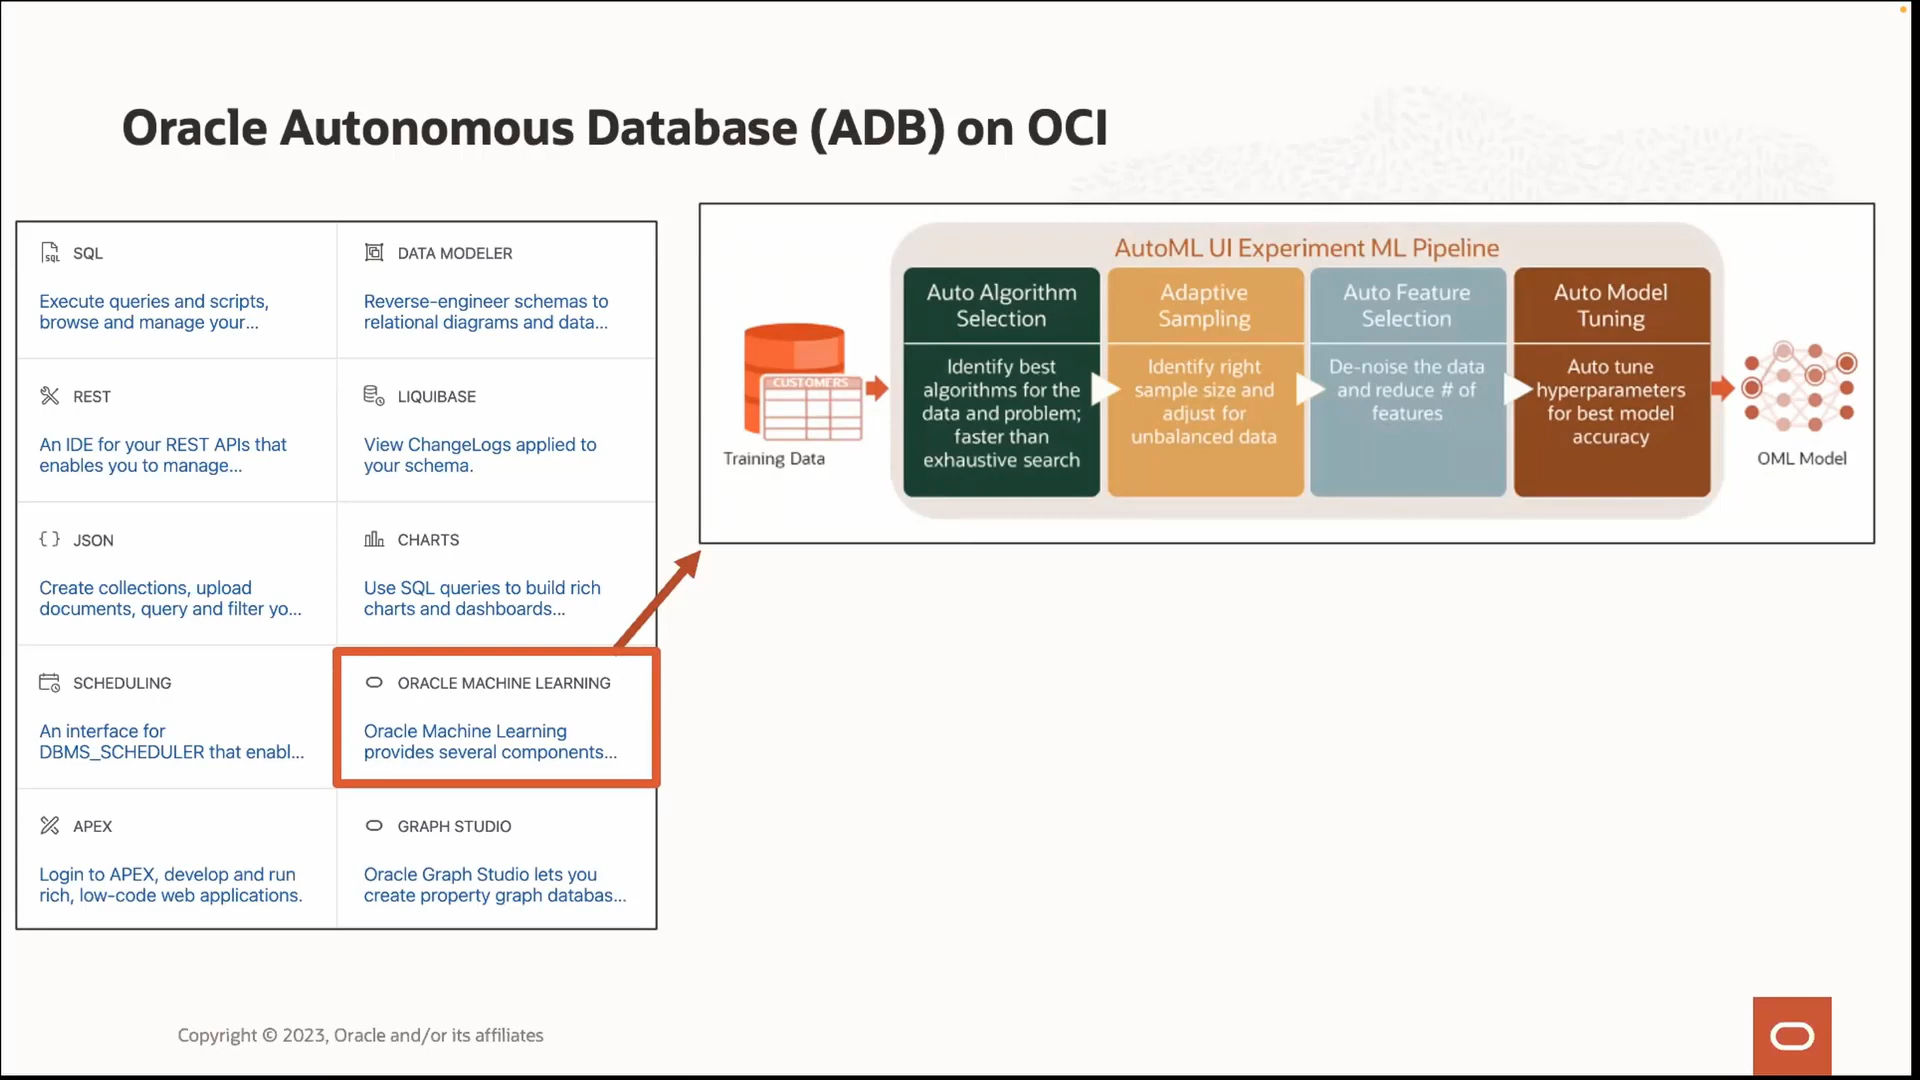 Oracle Autonomous Database (ADB) on OCI
SQL
Execute queries and scripts,
browse and manage your...
DATA MODELER
Reverse-engineer schemas to
relational diagrams and data...
REST
An IDE for your REST APIs that
enables you to manage...
LIQUIBASE
View ChangeLogs applied to
your schema.
JSON
Create collections, upload
documents, query and filter yo...
CHARTS
Use SQL queries to build rich
charts and dashboards...
SCHEDULING
An interface for
DBMS_SCHEDULER that enabl...
ORACLE MACHINE LEARNING
Oracle Machine Learning
provides several components...
APEX
Login to APEX, develop and run
rich, low-code web applications.
GRAPH STUDIO
Oracle Graph Studio lets you
create property graph databas...
AutoML UI Experiment ML Pipeline
CUSTOMERS
Training Data
Auto Algorithm
Selection
Identify best
algorithms for the
data and problem;
faster than
exhaustive search
Adaptive
Sampling
Identify right
sample size and
adjust for
unbalanced data
Auto Feature
Selection
De-noise the data
and reduce # of
features
Auto Model
Tuning
Auto tune
hyperparameters
for best model
accuracy
OML Model
Copyright © 2023, Oracle and/or its affiliates